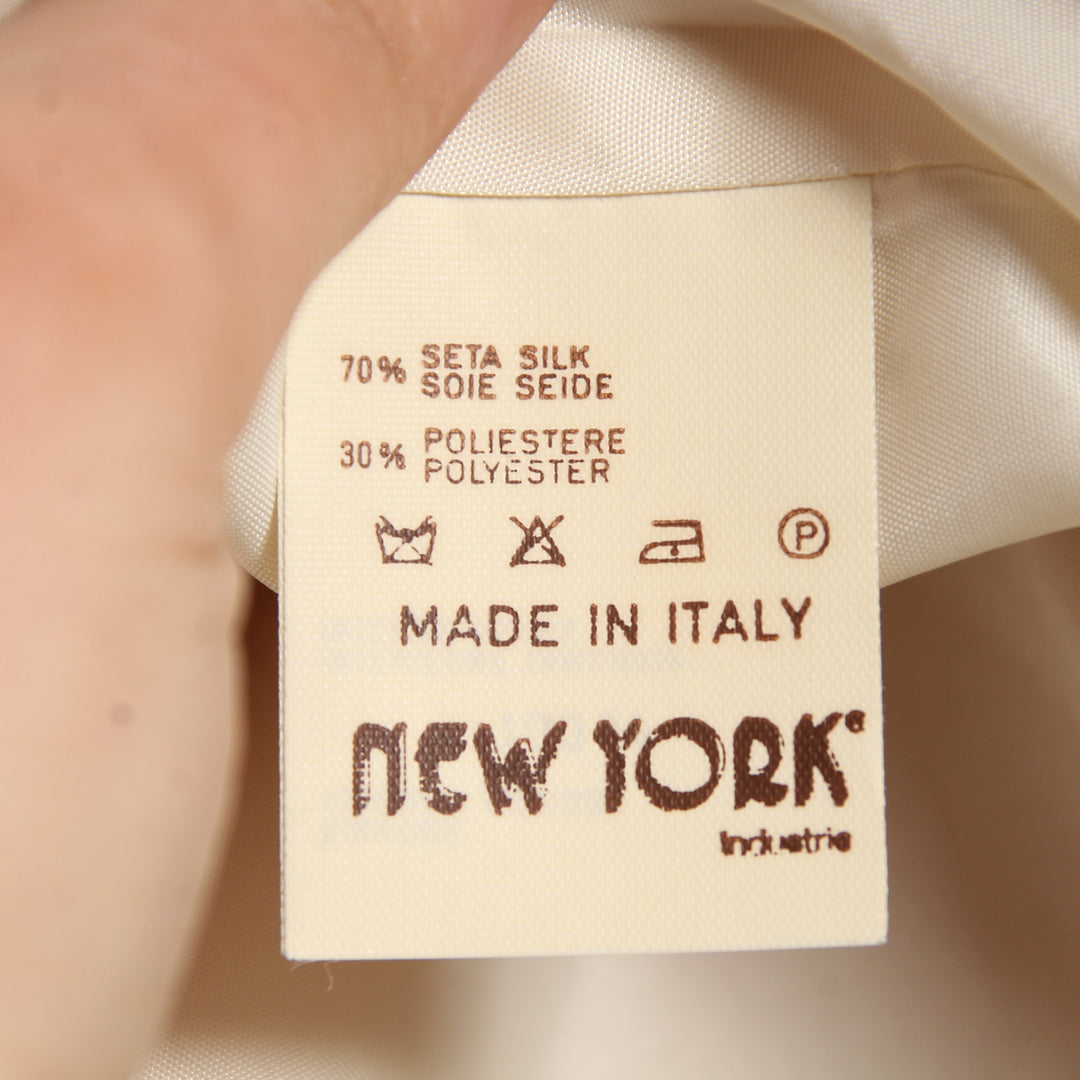 70% SETA SILK
SOIE SEIDE
30% POLIESTERE
POLYESTER
P
MADE IN ITALY
NEW YORK
Industrie